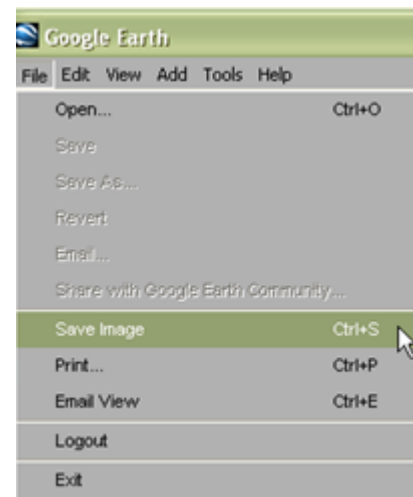 Google Earth
File Edit View Add Tools Help
Open... Ctrl+O
Save
Save As...
Revert
Email...
Share with Google Earth Community...
Save Image Ctrl+S
Print... Ctrl+P
Email View Ctrl+E
Logout
Exit